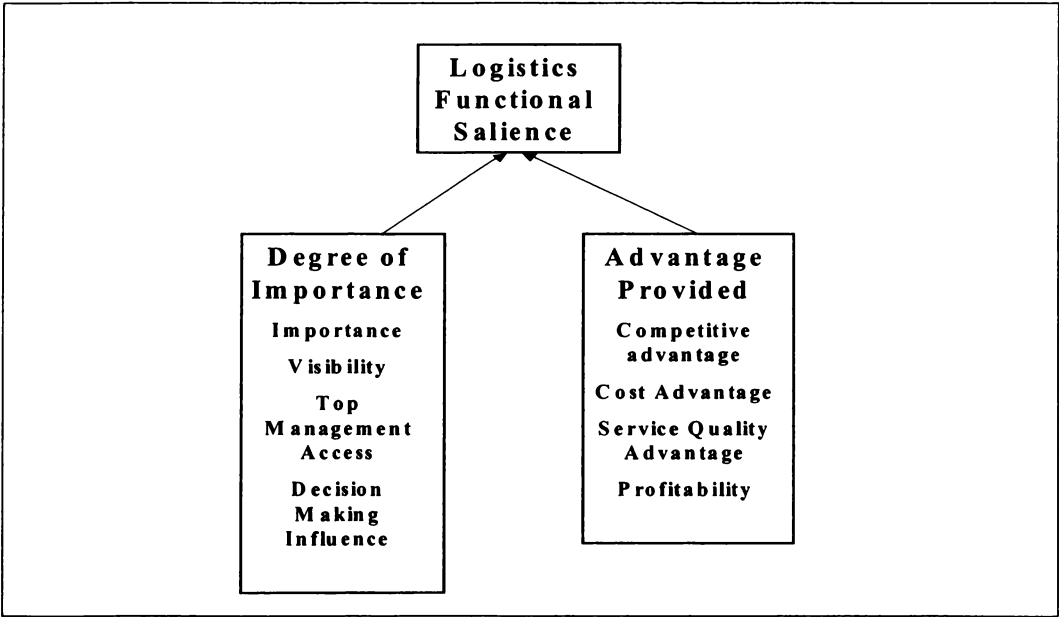 Logistics
Functional
Salience
Degree of
Importance
Importance
Visibility
Top
Management
Access
Decision
Making
Influence
Advantage
Provided
Competitive
advantage
Cost Advantage
Service Quality
Advantage
Profitability